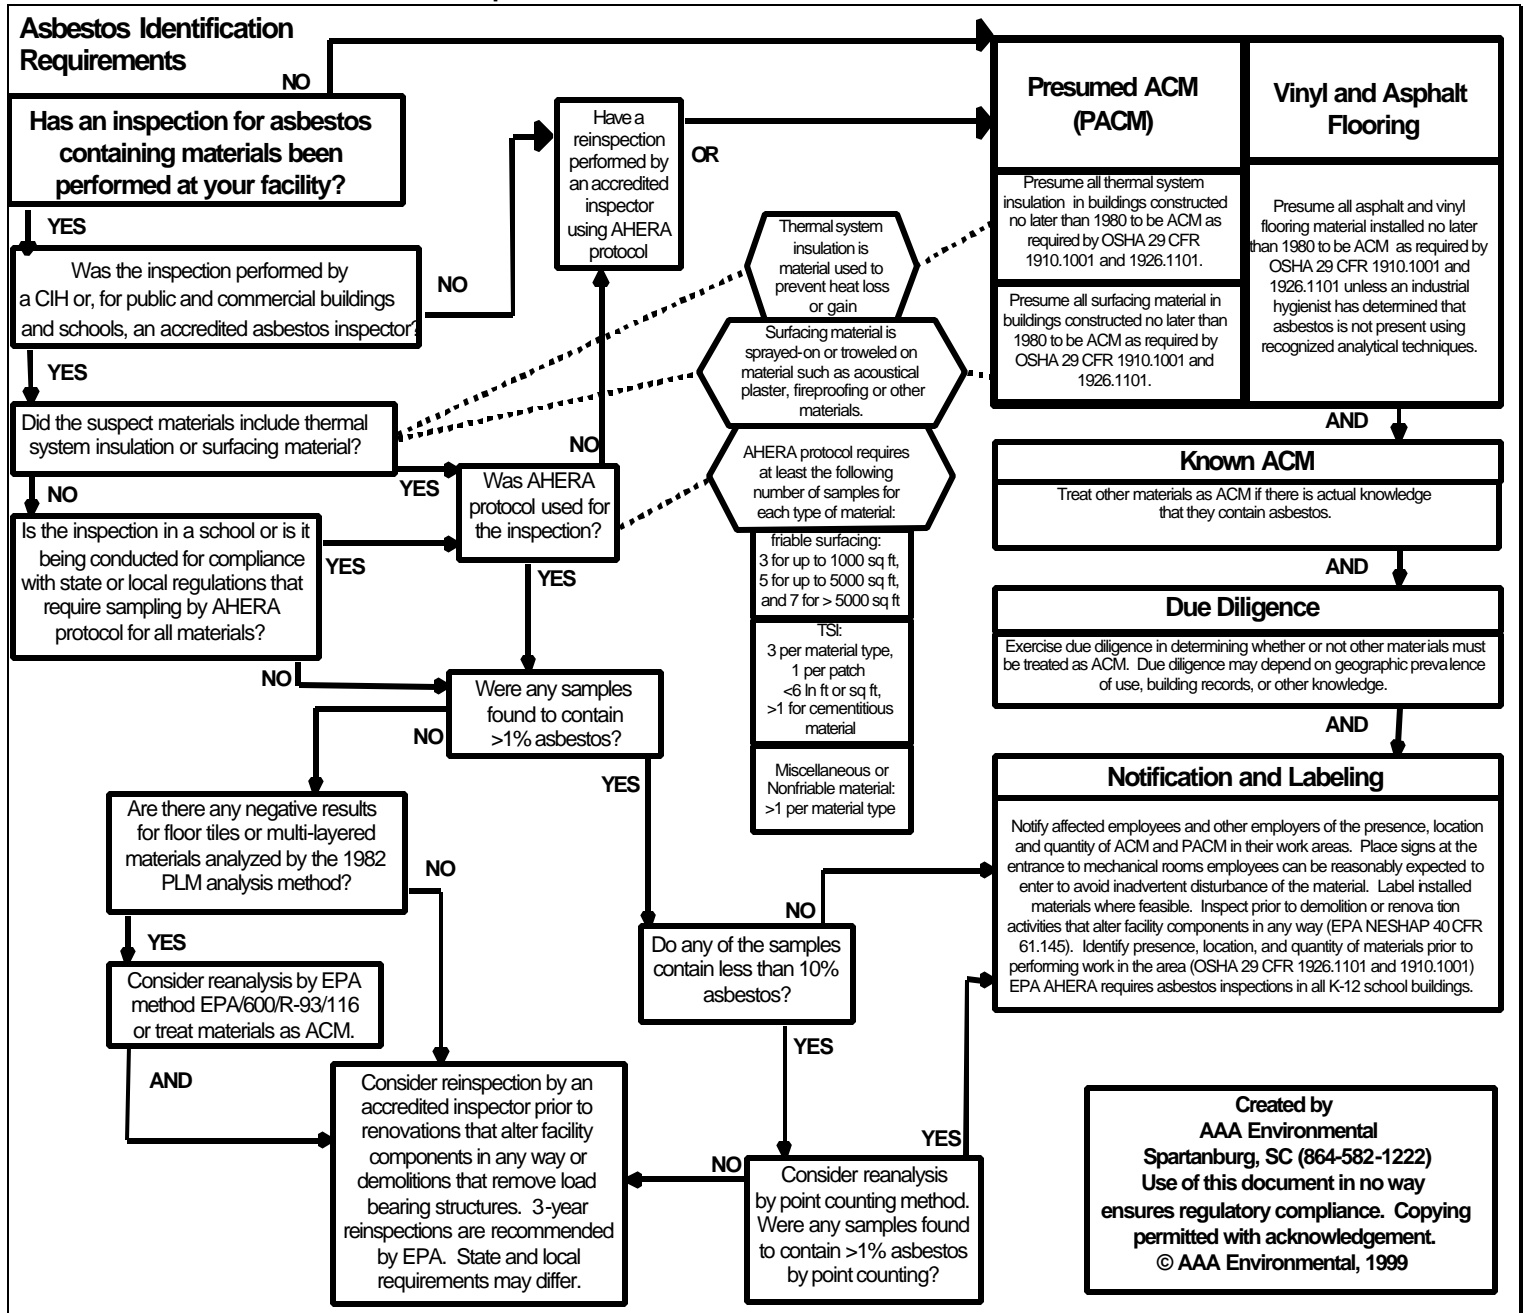 Asbestos Identification
Requirements
NO
Has an inspection for asbestos
containing materials been
performed at your facility?
YES
Was the inspection performed by
a CIH or, for public and commercial buildings
and schools, an accredited asbestos inspector?
NO
YES
Did the suspect materials include thermal
system insulation or surfacing material?
YES
NO
Is the inspection in a school or is it
being conducted for compliance
with state or local regulations that
require sampling by AHERA
protocol for all materials?
YES
NO
Have a
reinspection
performed by
an accredited
inspector
using AHERA
protocol
OR
NO
Was AHERA
protocol used for
the inspection?
YES
Were any samples
found to contain
>1% asbestos?
NO
YES
Are there any negative results
for floor tiles or multi-layered
materials analyzed by the 1982
PLM analysis method?
NO
YES
Consider reanalysis by EPA
method EPA/600/R-93/116
or treat materials as ACM.
AND
Consider reinspection by an
accredited inspector prior to
renovations that alter facility
components in any way or
demolitions that remove load
bearing structures. 3-year
reinspections are recommended
by EPA. State and local
requirements may differ.
Thermal system
insulation is
material used to
prevent heat loss
or gain
Surfacing material is
sprayed-on or troweled on
material such as acoustical
plaster, fireproofing or other
materials.
AHERA protocol requires
at least the following
number of samples for
each type of material:
friable surfacing:
3 for up to 1000 sq ft,
5 for up to 5000 sq ft,
and 7 for > 5000 sq ft
TSI:
3 per material type,
1 per patch
<6 ln ft or sq ft,
>1 for cementitious
material
Miscellaneous or
Nonfriable material:
>1 per material type
Do any of the samples
contain less than 10%
asbestos?
NO
YES
Consider reanalysis
by point counting method.
Were any samples found
to contain >1% asbestos
by point counting?
NO
YES
Presumed ACM
(PACM)
Presume all thermal system
insulation in buildings constructed
no later than 1980 to be ACM as
required by OSHA 29 CFR
1910.1001 and 1926.1101.
Presume all surfacing material in
buildings constructed no later than
1980 to be ACM as required by
OSHA 29 CFR 1910.1001 and
1926.1101.
Vinyl and Asphalt
Flooring
Presume all asphalt and vinyl
flooring material installed no later
than 1980 to be ACM as required by
OSHA 29 CFR 1910.1001 and
1926.1101 unless an industrial
hygienist has determined that
asbestos is not present using
recognized analytical techniques.
AND
Known ACM
Treat other materials as ACM if there is actual knowledge
that they contain asbestos.
AND
Due Diligence
Exercise due diligence in determining whether or not other materials must
be treated as ACM. Due diligence may depend on geographic prevalence
of use, building records, or other knowledge.
AND
Notification and Labeling
Notify affected employees and other employers of the presence, location
and quantity of ACM and PACM in their work areas. Place signs at the
entrance to mechanical rooms employees can be reasonably expected to
enter to avoid inadvertent disturbance of the material. Label installed
materials where feasible. Inspect prior to demolition or renova tion
activities that alter facility components in any way (EPA NESHAP 40 CFR
61.145). Identify presence, location, and quantity of materials prior to
performing work in the area (OSHA 29 CFR 1926.1101 and 1910.1001)
EPA AHERA requires asbestos inspections in all K-12 school buildings.
Created by
AAA Environmental
Spartanburg, SC (864-582-1222)
Use of this document in no way
ensures regulatory compliance. Copying
permitted with acknowledgement.
© AAA Environmental, 1999